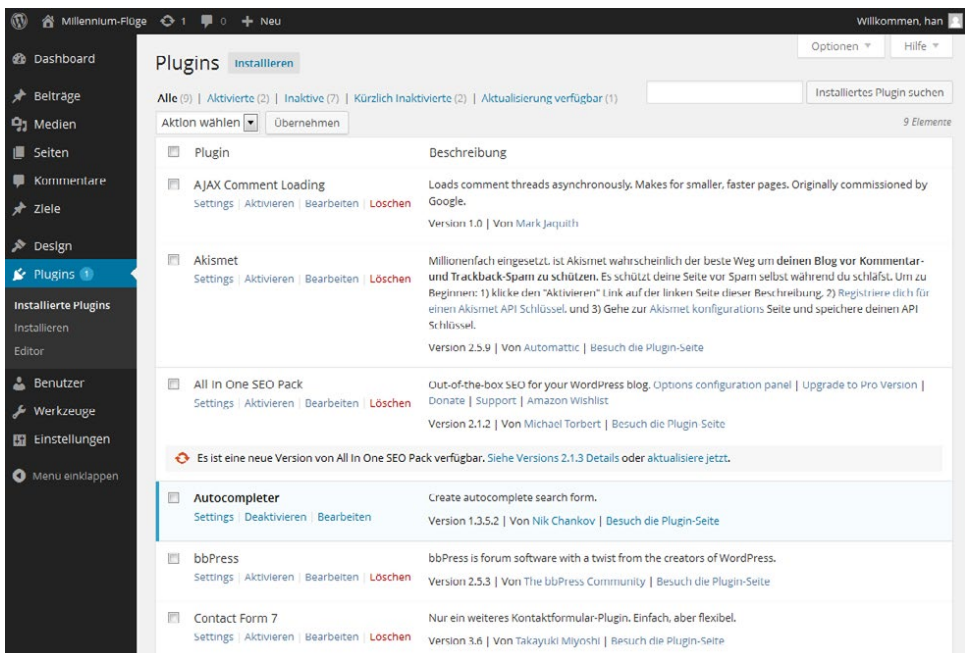 Millennium-Flüge 1 0 + Neu Willkommen, han
Optionen Hilfe
Dashboard
Beiträge
Medien
Seiten
Kommentare
Ziele
Design
Plugins 1
Installierte Plugins
Installieren
Editor
Benutzer
Werkzeuge
Einstellungen
Menü einklappen
Plugins Installieren
Alle (9) | Aktivierte (2) | Inaktive (7) | Kürzlich Inaktivierte (2) | Aktualisierung verfügbar (1)
Installiertes Plugin suchen
Aktion wählen Übernehmen
9 Elemente
Plugin Beschreibung
AJAX Comment Loading
Settings | Aktivieren | Bearbeiten | Löschen
Loads comment threads asynchronously. Makes for smaller, faster pages. Originally commissioned by
Google.
Version 1.0 | Von Mark Jaquith
Akismet
Settings | Aktivieren | Bearbeiten | Löschen
Millionenfach eingesetzt, ist Akismet wahrscheinlich der beste Weg um deinen Blog vor Kommentar-
und Trackback-Spam zu schützen. Es schützt deine Seite vor Spam selbst während du schläfst. Um zu
Beginnen: 1) klicke den "Aktivieren" Link auf der linken Seite dieser Beschreibung, 2) Registriere dich für
einen Akismet API Schlüssel, und 3) Gehe zur Akismet konfigurations Seite und speichere deinen API
Schlüssel.
Version 2.5.9 | Von Automattic | Besuch die Plugin-Seite
All In One SEO Pack
Settings | Aktivieren | Bearbeiten | Löschen
Out-of-the-box SEO for your WordPress blog. Options configuration panel | Upgrade to Pro Version |
Donate | Support | Amazon Wishlist
Version 2.1.2 | Von Michael Torbert | Besuch die Plugin-Seite
Es ist eine neue Version von All In One SEO Pack verfügbar. Siehe Versions 2.1.3 Details oder aktualisiere jetzt.
Autocompleter
Settings | Deaktivieren | Bearbeiten
Create autocomplete search form.
Version 1.3.5.2 | Von Nik Chankov | Besuch die Plugin-Seite
bbPress
Settings | Aktivieren | Bearbeiten | Löschen
bbPress is forum software with a twist from the creators of WordPress.
Version 2.5.3 | Von The bbPress Community | Besuch die Plugin-Seite
Contact Form 7
Settings | Aktivieren | Bearbeiten | Löschen
Nur ein weiteres Kontaktformular-Plugin. Einfach, aber flexibel.
Version 3.6 | Von Takayuki Miyoshi | Besuch die Plugin-Seite